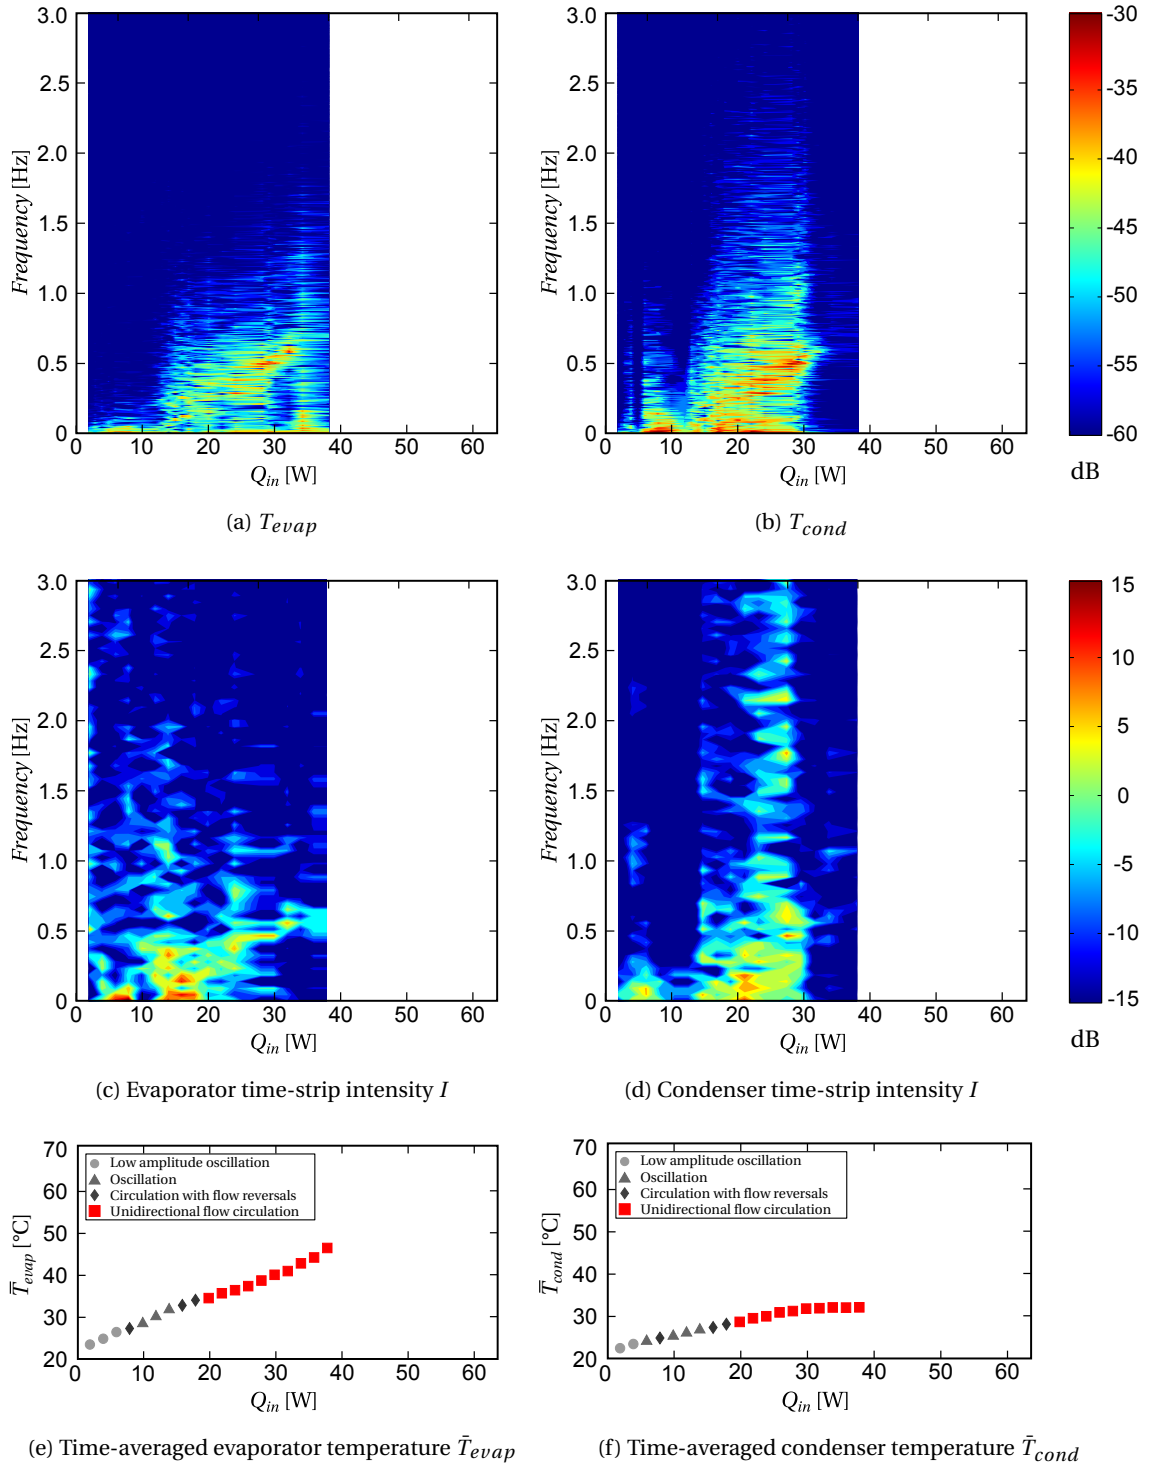 3.0
2.5
2.0
1.5
1.0
0.5
0
Frequency [Hz]
0 10 20 30 40 50 60
Q_in [W]
(a) T_evap
3.0
2.5
2.0
1.5
1.0
0.5
0
Frequency [Hz]
0 10 20 30 40 50 60
Q_in [W]
(b) T_cond
-30
-35
-40
-45
-50
-55
-60
dB
3.0
2.5
2.0
1.5
1.0
0.5
0
Frequency [Hz]
0 10 20 30 40 50 60
Q_in [W]
(c) Evaporator time-strip intensity I
3.0
2.5
2.0
1.5
1.0
0.5
0
Frequency [Hz]
0 10 20 30 40 50 60
Q_in [W]
(d) Condenser time-strip intensity I
15
10
5
0
-5
-10
-15
dB
70
60
50
40
30
20
T̄_evap [°C]
Low amplitude oscillation
Oscillation
Circulation with flow reversals
Unidirectional flow circulation
0 10 20 30 40 50 60
Q_in [W]
(e) Time-averaged evaporator temperature T̄_evap
70
60
50
40
30
20
T̄_cond [°C]
Low amplitude oscillation
Oscillation
Circulation with flow reversals
Unidirectional flow circulation
0 10 20 30 40 50 60
Q_in [W]
(f) Time-averaged condenser temperature T̄_cond